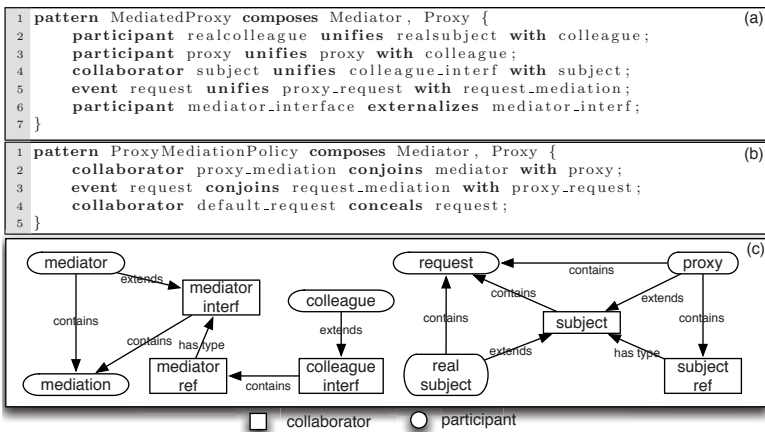 (a)
1 pattern MediatedProxy composes Mediator, Proxy {
2 participant realcolleague unifies realsubject with colleague;
3 participant proxy unifies proxy with colleague;
4 collaborator subject unifies colleague_interf with subject;
5 event request unifies proxy_request with request_mediation;
6 participant mediator_interface externalizes mediator_interf;
7 }
(b)
1 pattern ProxyMediationPolicy composes Mediator, Proxy {
2 collaborator proxy_mediation conjoins mediator with proxy;
3 event request conjoins request_mediation with proxy_request;
4 collaborator default_request conceals request;
5 }
(c)
mediator
extends
mediator
interf
contains
contains
has type
mediation
mediator
ref
contains
colleague
extends
colleague
interf
request
contains
proxy
contains
extends
contains
contains
subject
extends
has type
real
subject
subject
ref
collaborator
participant